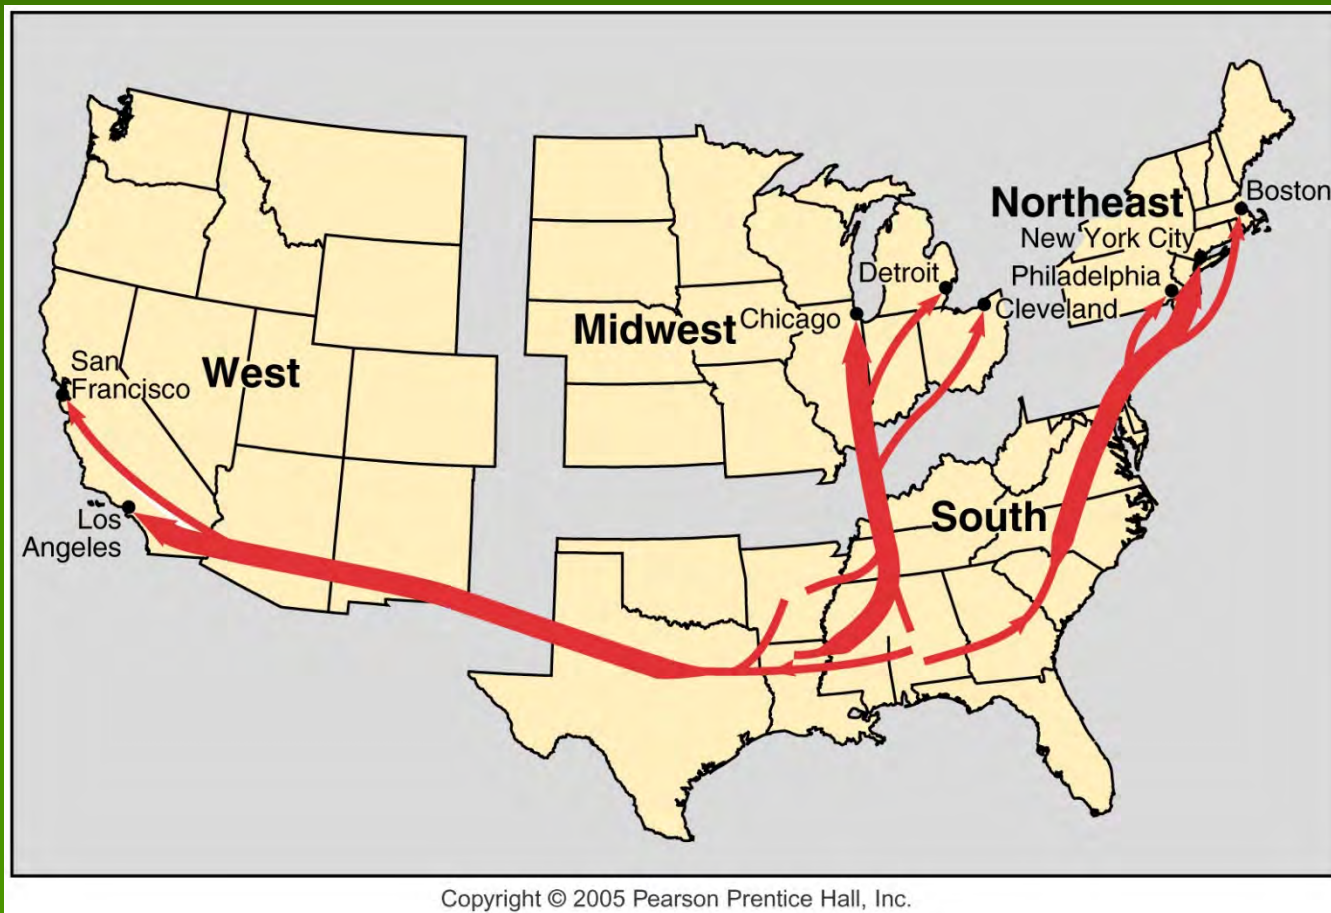 Northeast
Boston
New York City
Detroit
Philadelphia
Cleveland
Midwest
Chicago
West
San
Francisco
South
Los
Angeles
Copyright © 2005 Pearson Prentice Hall, Inc.